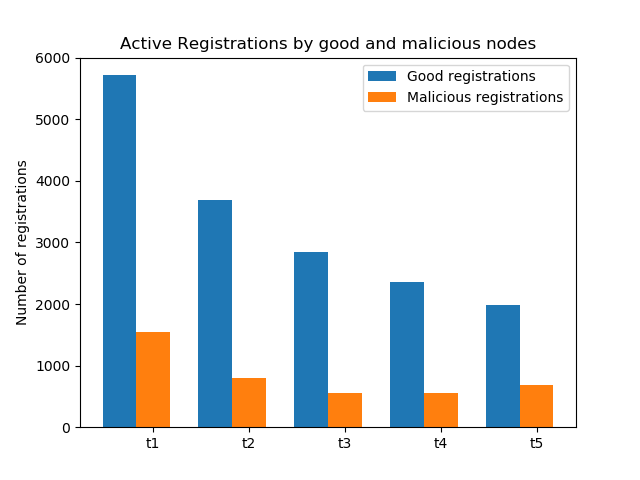 Active Registrations by good and malicious nodes
Good registrations
Malicious registrations
Number of registrations
6000
5000
4000
3000
2000
1000
0
t1 t2 t3 t4 t5